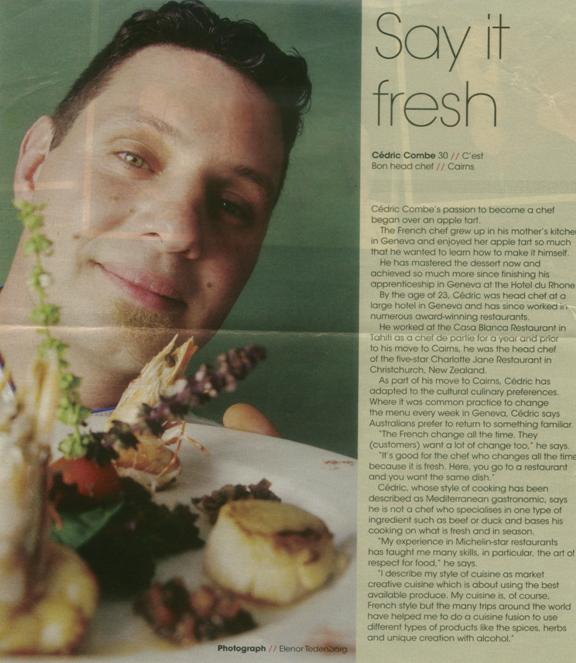 Say it
fresh
Cédric Combe 30 // C'est
Bon head chef // Cairns
Cédric Combe's passion to become a chef
began over an apple tart.
The French chef grew up in his mother's kitchen
in Geneva and enjoyed her apple tart so much
that he wanted to learn how to make it himself.
He has mastered the dessert now and
achieved so much more since finishing his
apprenticeship in Geneva at the Hotel du Rhone.
By the age of 23, Cédric was head chef at a
large hotel in Geneva and has since worked in
numerous award-winning restaurants.
He worked at the Casa Blanca Restaurant in
Tahiti as a chef de partie for a year and prior
to his move to Cairns, he was the head chef
of the five-star Charlotte Jane Restaurant in
Christchurch, New Zealand.
As part of his move to Cairns, Cédric has
adapted to the cultural culinary preferences.
Where it was common practice to change
the menu every week in Geneva, Cédric says
Australians prefer to return to something familiar.
"The French change all the time. They
(customers) want a lot of change too," he says.
"It's good for the chef who changes all the time
because it is fresh. Here, you go to a restaurant
and you want the same dish."
Cédric, whose style of cooking has been
described as Mediterranean gastronomic, says
he is not a chef who specialises in one type of
ingredient such as beef or duck and bases his
cooking on what is fresh and in season.
"My experience in Michelin-star restaurants
has taught me many skills, in particular, the art of
respect for food," he says.
"I describe my style of cuisine as market
creative cuisine which is about using the best
available produce. My cuisine is, of course,
French style but the many trips around the world
have helped me to do a cuisine fusion to use
different types of products like the spices, herbs
and unique creation with alcohol."
Photograph // Elenor Tedenborg